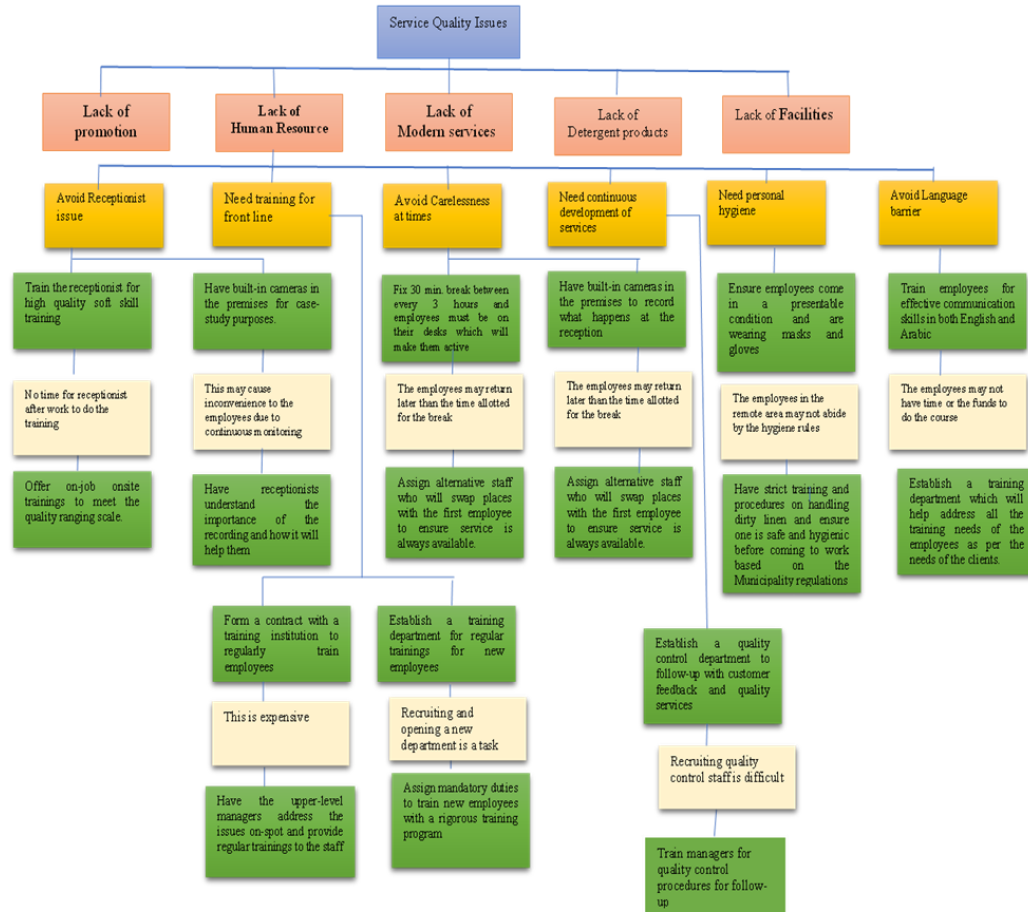 Service Quality Issues
Lack of
promotion
Lack of
Human Resource
Lack of
Modern services
Lack of
Detergent products
Lack of Facilities
Avoid Receptionist
issue
Need training for
front line
Avoid Carelessness
at times
Need continuous
development of
services
Need personal
hygiene
Avoid Language
barrier
Train the receptionist for
high quality soft skill
training
Have built-in cameras
in the premises for case-
study purposes.
Fix 30 min. break between
every 3 hours and
employees must be on
their desks which will
make them active
Have built-in cameras in
the premises to record
what happens at the
reception
Ensure employees come
in a presentable
condition and are
wearing masks and
gloves
Train employees for
effective communication
skills in both English and
Arabic
No time for receptionist
after work to do the
training
This may cause
inconvenience to the
employees due to
continuous monitoring
The employees may return
later than the time allotted
for the break
The employees may return
later than the time allotted
for the break
The employees in the
remote area may not abide
by the hygiene rules
The employees may not
have time or the funds to
do the course
Offer on-job onsite
trainings to meet the
quality ranging scale.
Have receptionists
understand the
importance of the
recording and how it will
help them
Assign alternative staff
who will swap places
with the first employee
to ensure service is
always available.
Assign alternative staff
who will swap places
with the first employee
to ensure service is
always available.
Have strict training and
procedures on handling
dirty linen and ensure
one is safe and hygienic
before coming to work
based on the
Municipality regulations
Establish a training
department which will
help address all the
training needs of the
employees as per the
needs of the clients.
Form a contract with a
training institution to
regularly train
employees
Establish a training
department for regular
trainings for new
employees
Establish a quality
control department to
follow-up with customer
feedback and quality
services
This is expensive
Recruiting and
opening a new
department is a task
Recruiting quality
control staff is difficult
Have the upper-level
managers address the
issues on-spot and provide
regular trainings to the staff
Assign mandatory duties
to train new employees
with a rigorous training
program
Train managers for
quality control
procedures for follow-
up